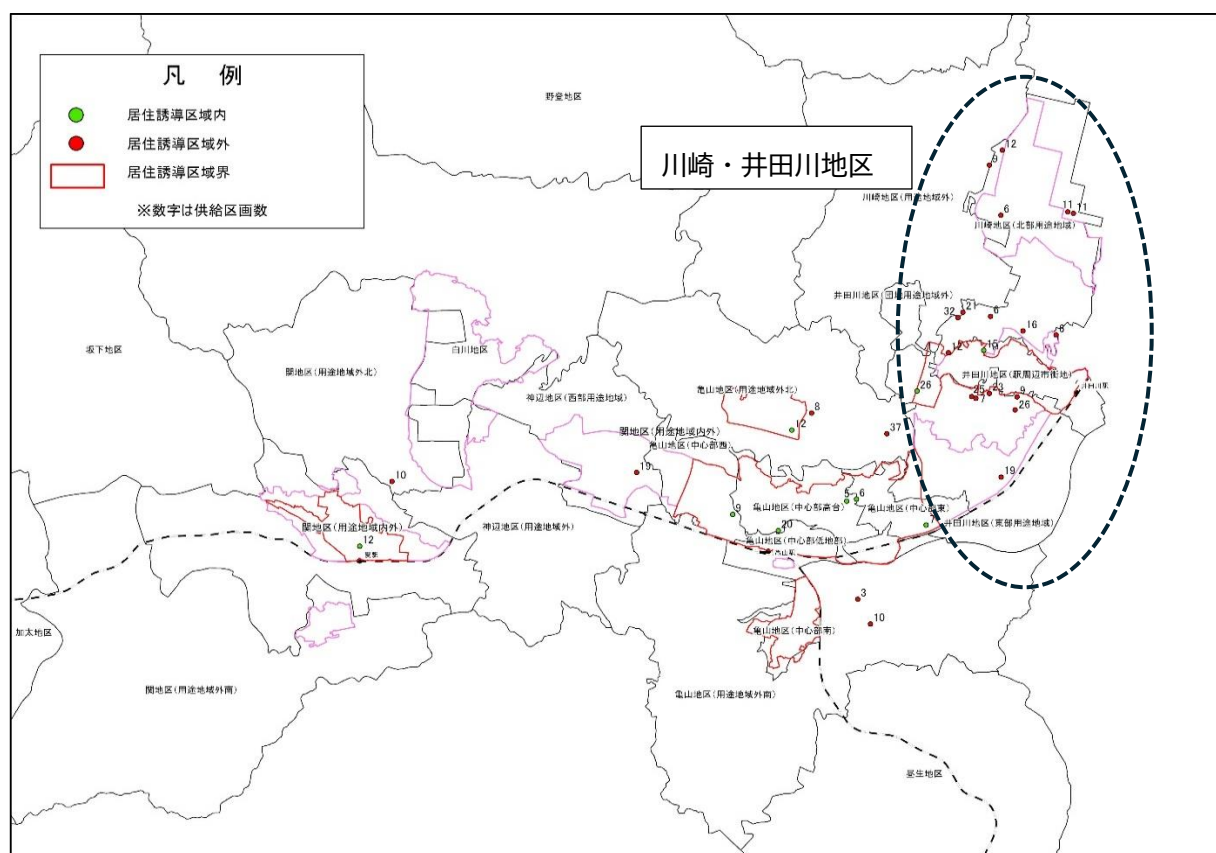 凡 例
居住誘導区域内
居住誘導区域外
居住誘導区域界
※数字は供給区画数
野登地区
川崎・井田川地区
12
9
川崎地区(用途地域外)
6
11
11
川崎地区(北部用途地域)
井田川地区(団地用途地域外)
32
21
6
16
8
坂下地区
関地区(用途地域外北)
白川地区
12
15
井田川地区(駅周辺市街地)
井田川駅
神辺地区(西部用途地域)
亀山地区(用途地域外北)
26
25
7
23
9
26
8
12
関地区(用途地域内外)
亀山地区(中心部西)
37
10
19
19
5
6
亀山地区(中心部高台)
亀山地区(中心部東)
9
関地区(用途地域内外)
神辺地区(用途地域外)
20
7
井田川地区(東部用途地域)
12
亀山地区(中心部低地部)
関駅
亀山駅
3
10
加太地区
亀山地区(中心部南)
関地区(用途地域外南)
亀山地区(用途地域外南)
昼生地区